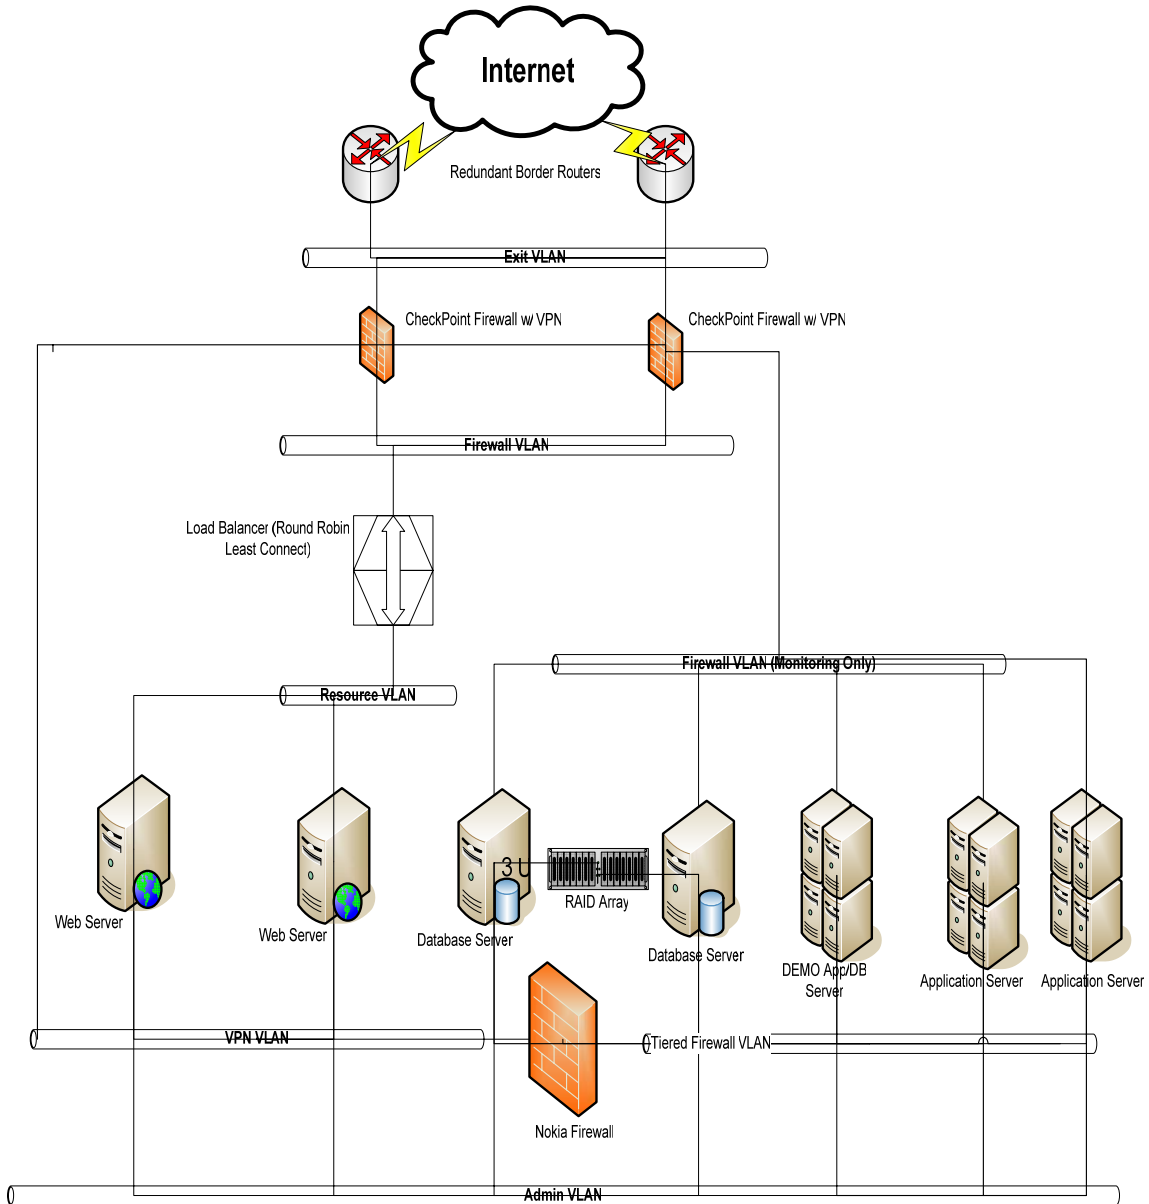 Internet
Redundant Border Routers
Exit VLAN
CheckPoint Firewall w/ VPN
CheckPoint Firewall w/ VPN
Firewall VLAN
Load Balancer (Round Robin
Least Connect)
Firewall VLAN (Monitoring Only)
Resource VLAN
3U
RAID Array
Web Server
Web Server
Database Server
Database Server
DEMO App/DB
Server
Application Server
Application Server
VPN VLAN
Tiered Firewall VLAN
Nokia Firewall
Admin VLAN